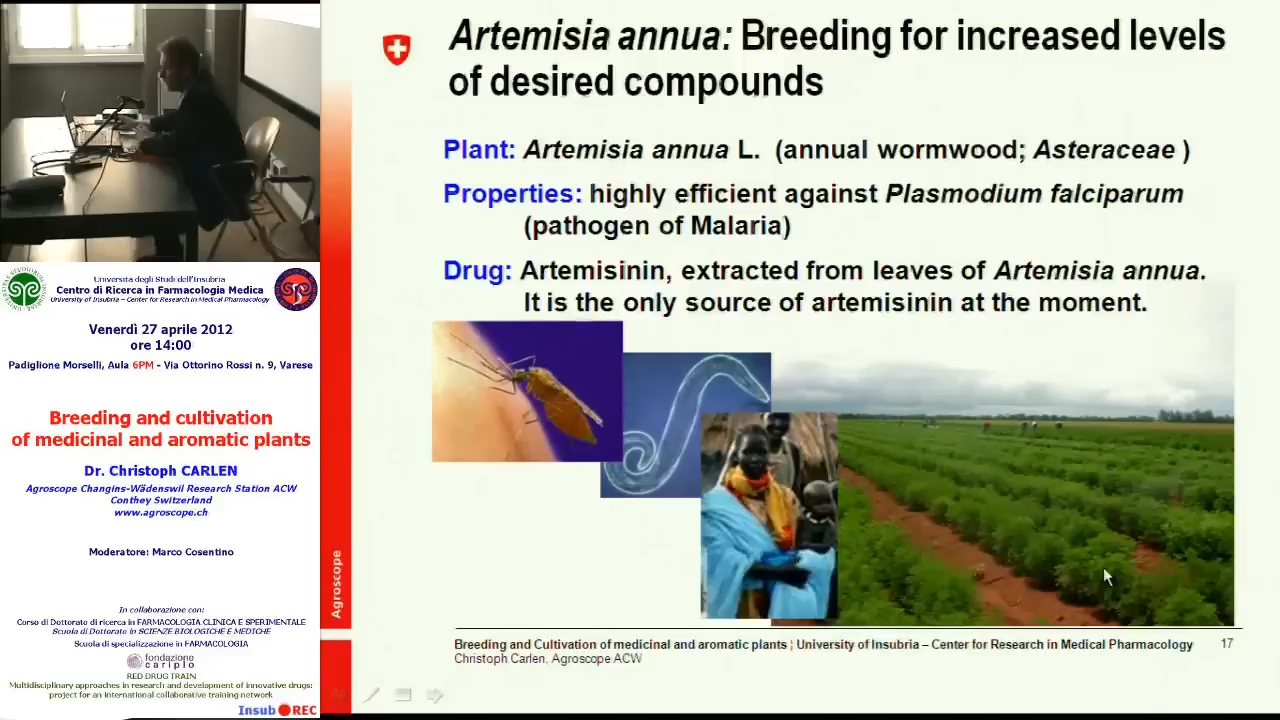 Università degli Studi dell'Insubria
Centro di Ricerca in Farmacologia Medica
University of Insubria – Center for Research in Medical Pharmacology
Venerdì 27 aprile 2012
ore 14:00
Padiglione Morselli, Aula 6PM - Via Ottorino Rossi n. 9, Varese
Breeding and cultivation
of medicinal and aromatic plants
Dr. Christoph CARLEN
Agroscope Changins-Wädenswil Research Station ACW
Conthey Switzerland
www.agroscope.ch
Moderatore: Marco Cosentino
In collaborazione con:
Corso di Dottorato di ricerca in FARMACOLOGIA CLINICA E SPERIMENTALE
Scuola di Dottorato in SCIENZE BIOLOGICHE E MEDICHE
Scuola di specializzazione in FARMACOLOGIA
fondazione
cariplo
RED DRUG TRAIN
Multidisciplinary approaches in research and development of innovative drugs:
project for an international collaborative training network
Insub REC
Agroscope
Artemisia annua: Breeding for increased levels
of desired compounds
Plant: Artemisia annua L. (annual wormwood; Asteraceae )
Properties: highly efficient against Plasmodium falciparum
(pathogen of Malaria)
Drug: Artemisinin, extracted from leaves of Artemisia annua.
It is the only source of artemisinin at the moment.
Breeding and Cultivation of medicinal and aromatic plants | University of Insubria – Center for Research in Medical Pharmacology 17
Christoph Carlen, Agroscope ACW